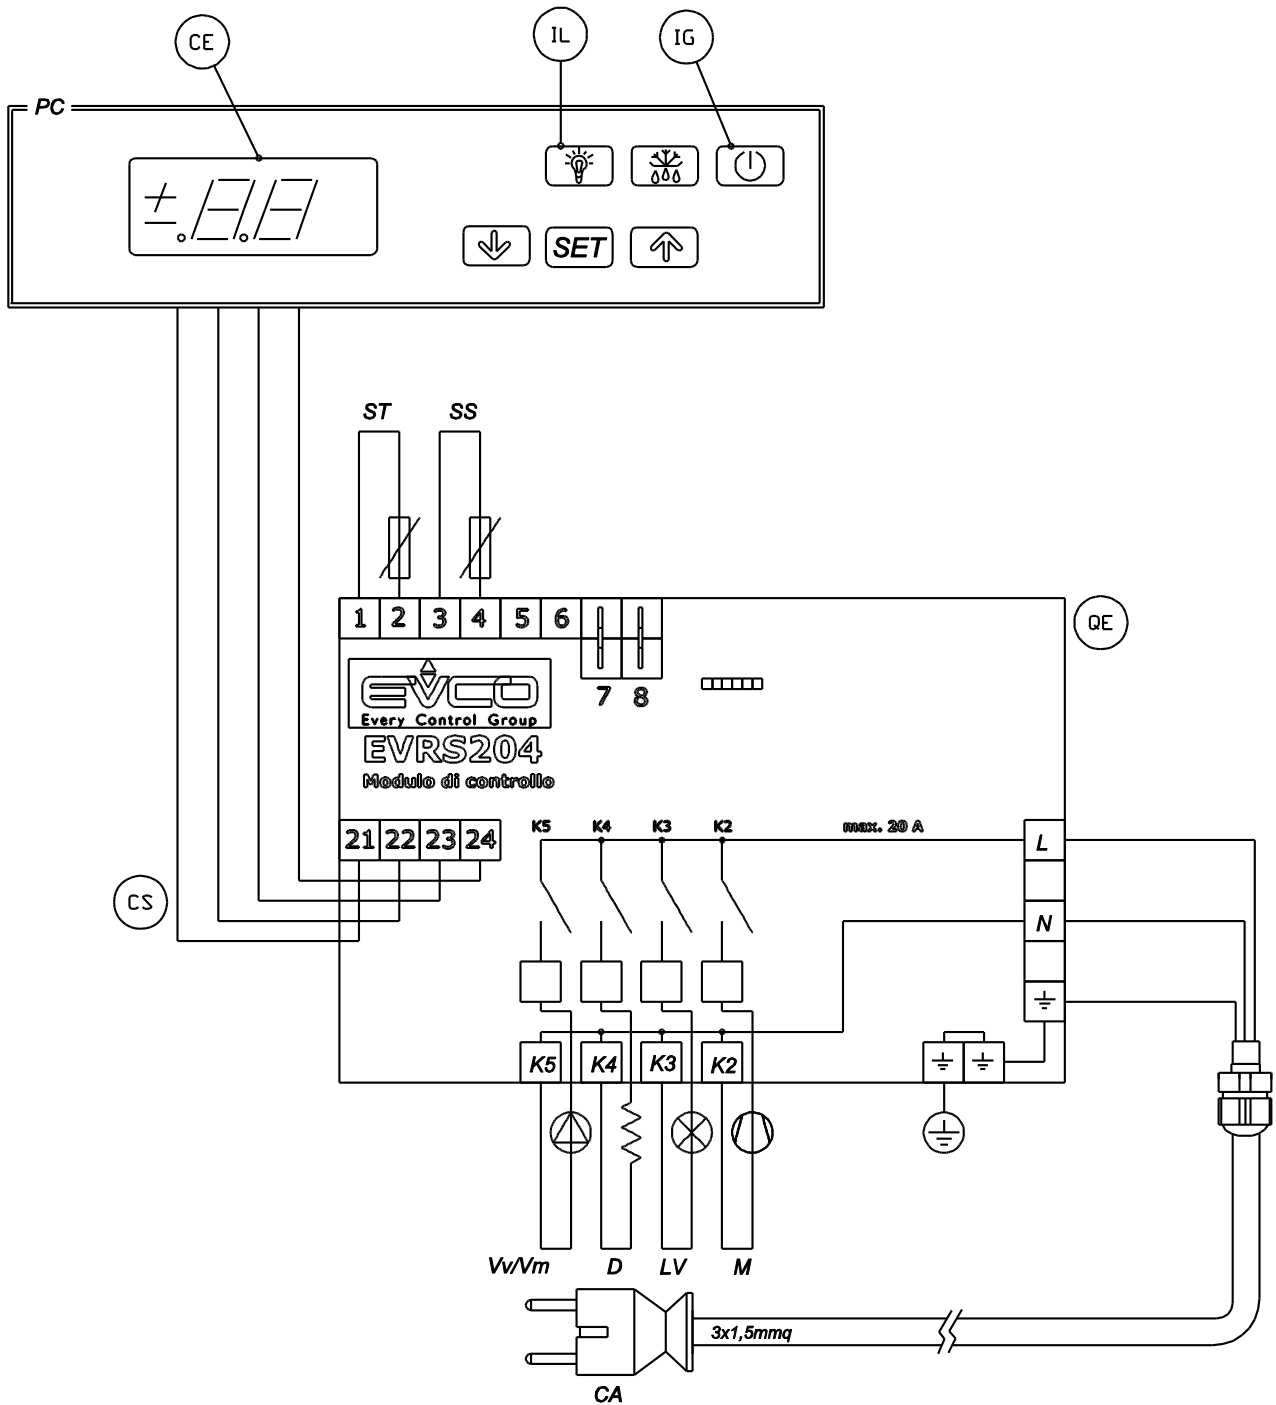 CE
IL
IG
PC
SET
ST
SS
1 2 3 4 5 6
QE
7 8
EVCO
Every Control Group
EVRS204
Modulo di controllo
K5 K4 K3 K2 max. 20 A
21 22 23 24
L
CS
N
K5 K4 K3 K2
Vv/Vm D LV M
3x1,5mmq
CA